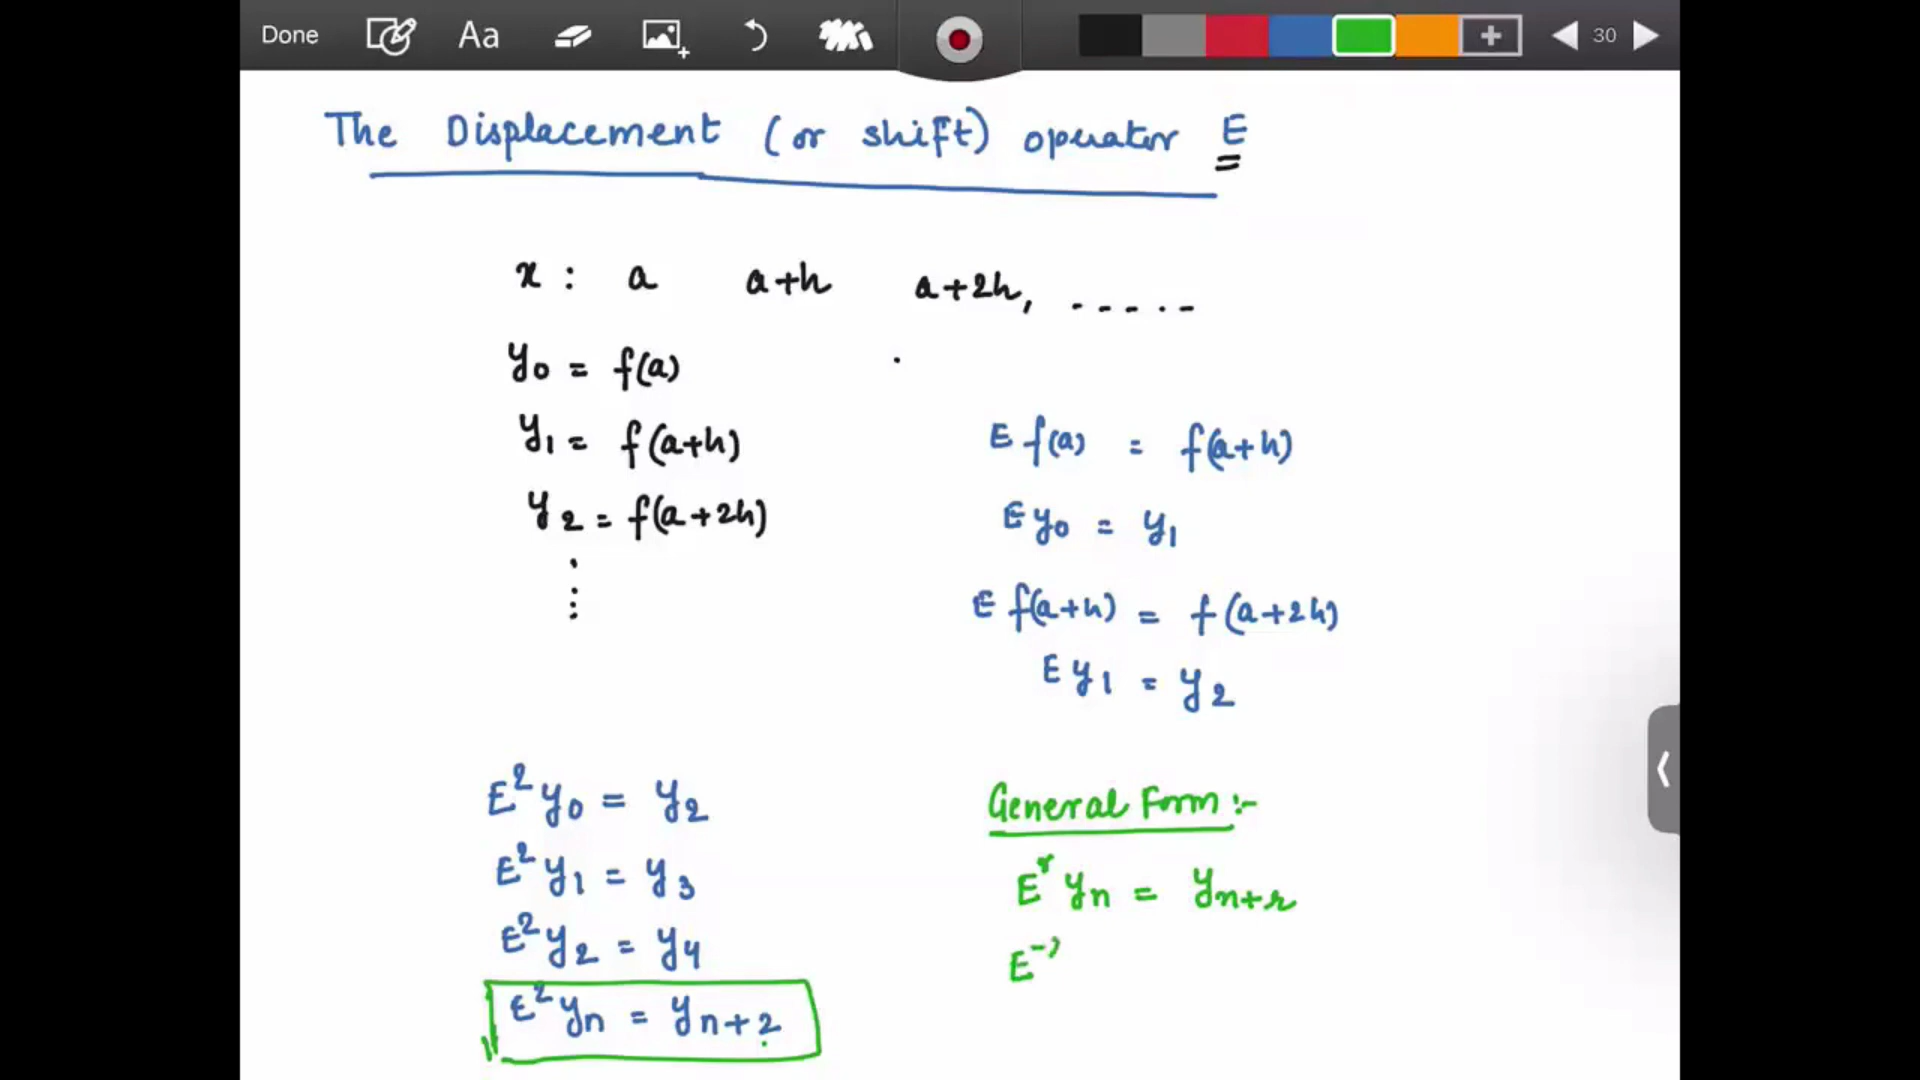 Done Aa 30
The Displacement (or shift) operator E
x : a a+h a+2h, .....
y0 = f(a)
y1 = f(a+h)
y2 = f(a+2h)
E f(a) = f(a+h)
E y0 = y1
E f(a+h) = f(a+2h)
E y1 = y2
E² y0 = y2
E² y1 = y3
E² y2 = y4
E² yn = yn+2
General Form :-
E^r yn = yn+r
E^-